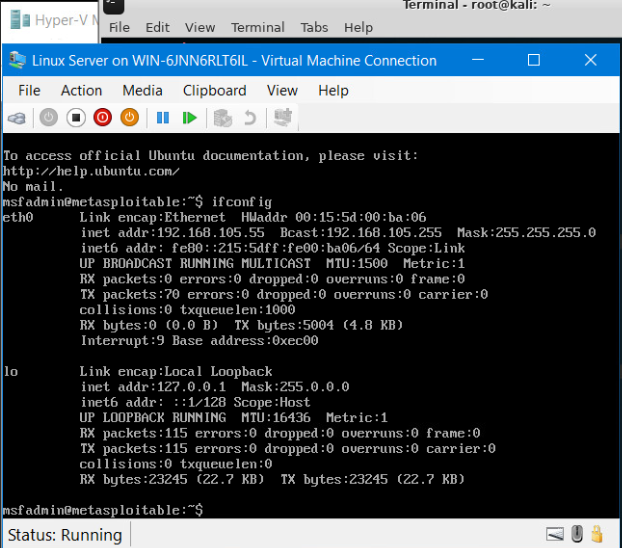 Terminal - root@kali: ~
Hyper-V M
File Edit View Terminal Tabs Help
Linux Server on WIN-6JNN6RLT6IL - Virtual Machine Connection
File Action Media Clipboard View Help
To access official Ubuntu documentation, please visit:
http://help.ubuntu.com/
No mail.
msfadmin@metasploitable:~$ ifconfig
eth0 Link encap:Ethernet HWaddr 00:15:5d:00:ba:06
inet addr:192.168.105.55 Bcast:192.168.105.255 Mask:255.255.255.0
inet6 addr: fe80::215:5dff:fe00:ba06/64 Scope:Link
UP BROADCAST RUNNING MULTICAST MTU:1500 Metric:1
RX packets:0 errors:0 dropped:0 overruns:0 frame:0
TX packets:70 errors:0 dropped:0 overruns:0 carrier:0
collisions:0 txqueuelen:1000
RX bytes:0 (0.0 B) TX bytes:5004 (4.8 KB)
Interrupt:9 Base address:0xec00
lo Link encap:Local Loopback
inet addr:127.0.0.1 Mask:255.0.0.0
inet6 addr: ::1/128 Scope:Host
UP LOOPBACK RUNNING MTU:16436 Metric:1
RX packets:115 errors:0 dropped:0 overruns:0 frame:0
TX packets:115 errors:0 dropped:0 overruns:0 carrier:0
collisions:0 txqueuelen:0
RX bytes:23245 (22.7 KB) TX bytes:23245 (22.7 KB)
msfadmin@metasploitable:~$
Status: Running